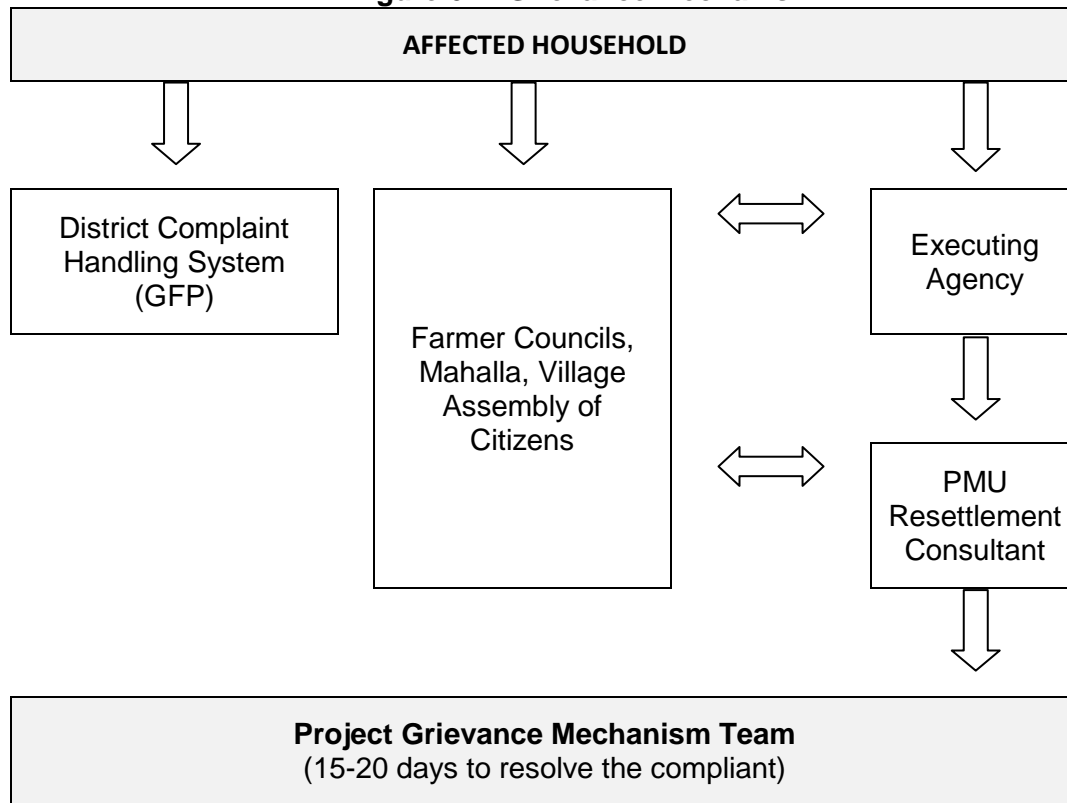 AFFECTED HOUSEHOLD
District Complaint
Handling System
(GFP)
Farmer Councils,
Mahalla, Village
Assembly of
Citizens
Executing
Agency
PMU
Resettlement
Consultant
Project Grievance Mechanism Team
(15-20 days to resolve the compliant)